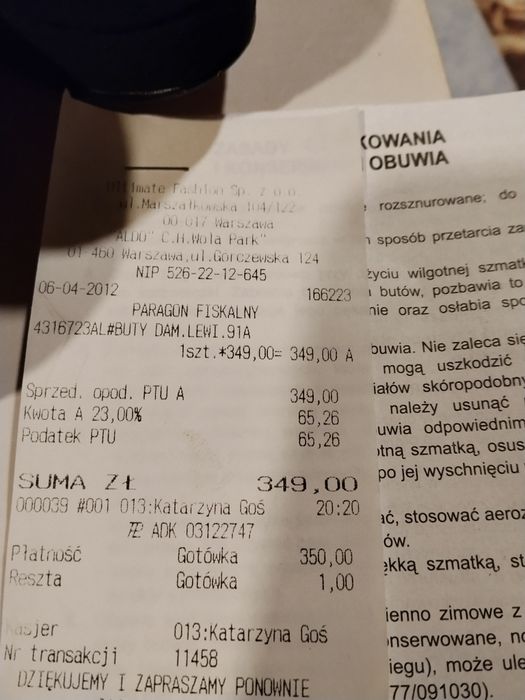 Ultimate Fashion Sp. z o.o.
ul.Marszałkowska 104/122
00-017 Warszawa
ALDO" C.H.Wola Park"
01-460 Warszawa,ul.Górczewska 124
NIP 526-22-12-645
06-04-2012 166223
PARAGON FISKALNY
4316723AL#BUTY DAM.LEWI.91A
1szt.*349,00= 349,00 A
Sprzed. opod. PTU A 349,00
Kwota A 23,00% 65,26
Podatek PTU 65,26
SUMA ZŁ 349,00
000039 #001 013:Katarzyna Goś 20:20
ADK 03122747
Płatność Gotówka 350,00
Reszta Gotówka 1,00
Kasjer 013:Katarzyna Goś
Nr transakcji 11458
DZIĘKUJEMY I ZAPRASZAMY PONOWNIE
KOWANIA
OBUWIA
rozsznurowane; do
sposób przetarcia za
życiu wilgotnej szmatk
butów, pozbawia to
nie oraz osłabia spo
buwia. Nie zaleca się
mogą uszkodzić
iałów skóropodobny
należy usunąć
uwia odpowiednim
otną szmatką, osus
po jej wyschnięciu
ać, stosować aeroz
ów.
ękką szmatką, st
ienno zimowe z
onserwowane, no
iegu), może ule
77/091030).